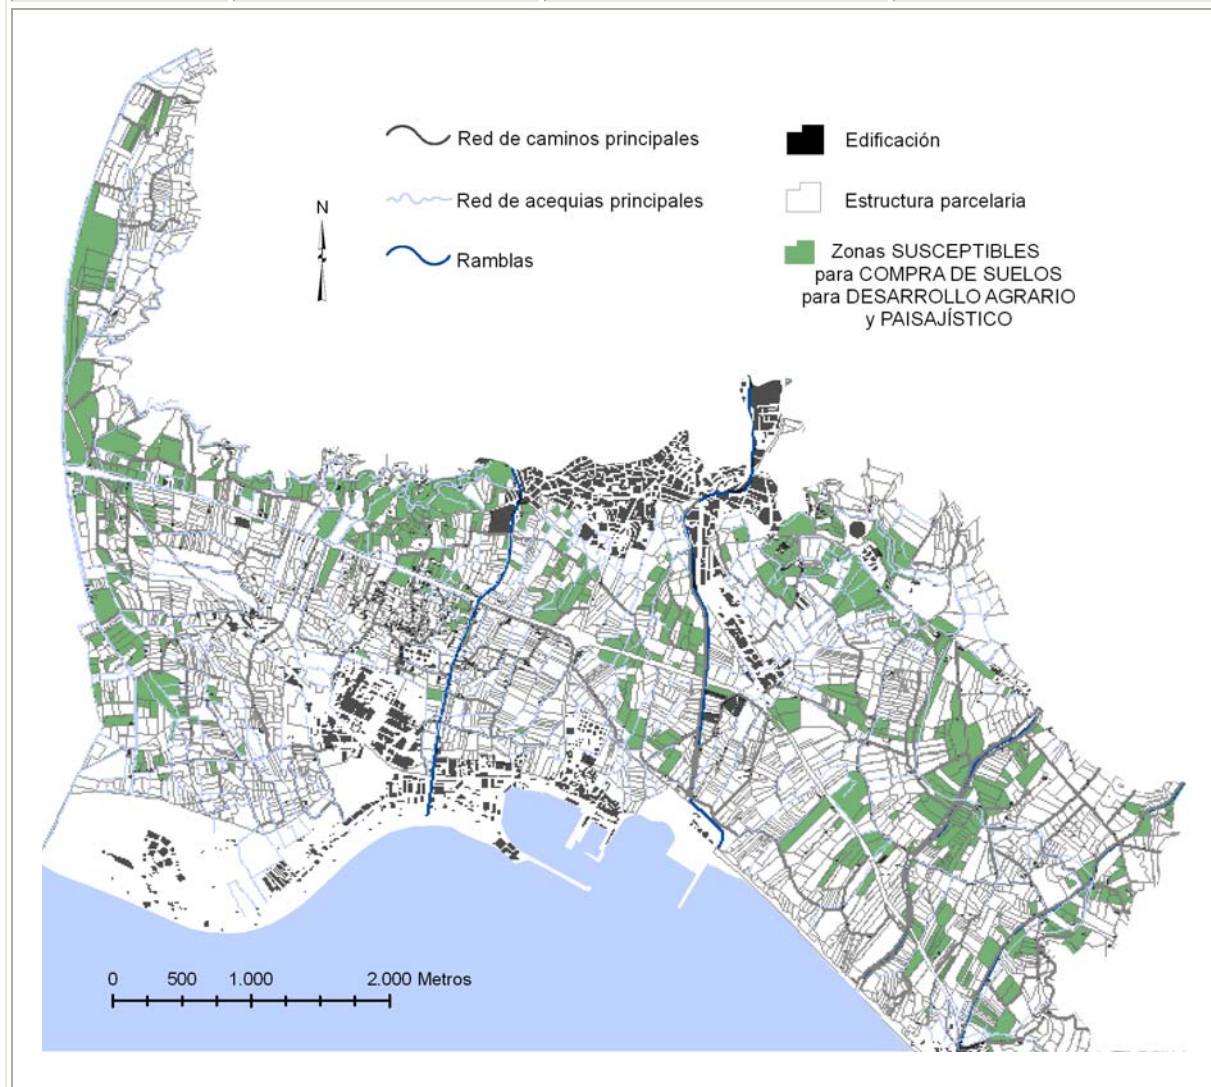 Red de caminos principales
Edificación
N
Red de acequias principales
Estructura parcelaria
Ramblas
Zonas SUSCEPTIBLES
para COMPRA DE SUELOS
para DESARROLLO AGRARIO
y PAISAJÍSTICO
0 500 1.000 2.000 Metros